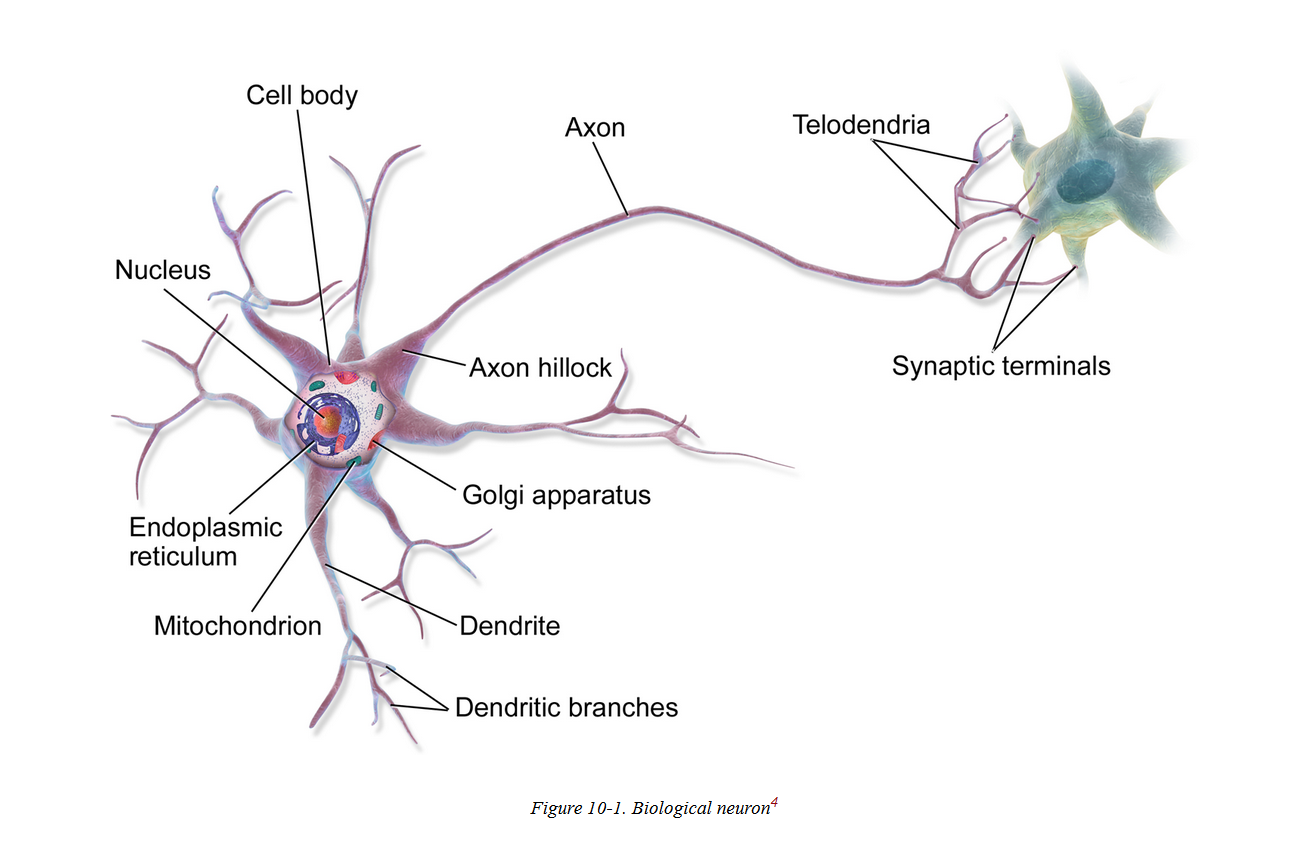 Cell body
Axon
Telodendria
Nucleus
Axon hillock
Synaptic terminals
Golgi apparatus
Endoplasmic
reticulum
Mitochondrion
Dendrite
Dendritic branches
Figure 10-1. Biological neuron4